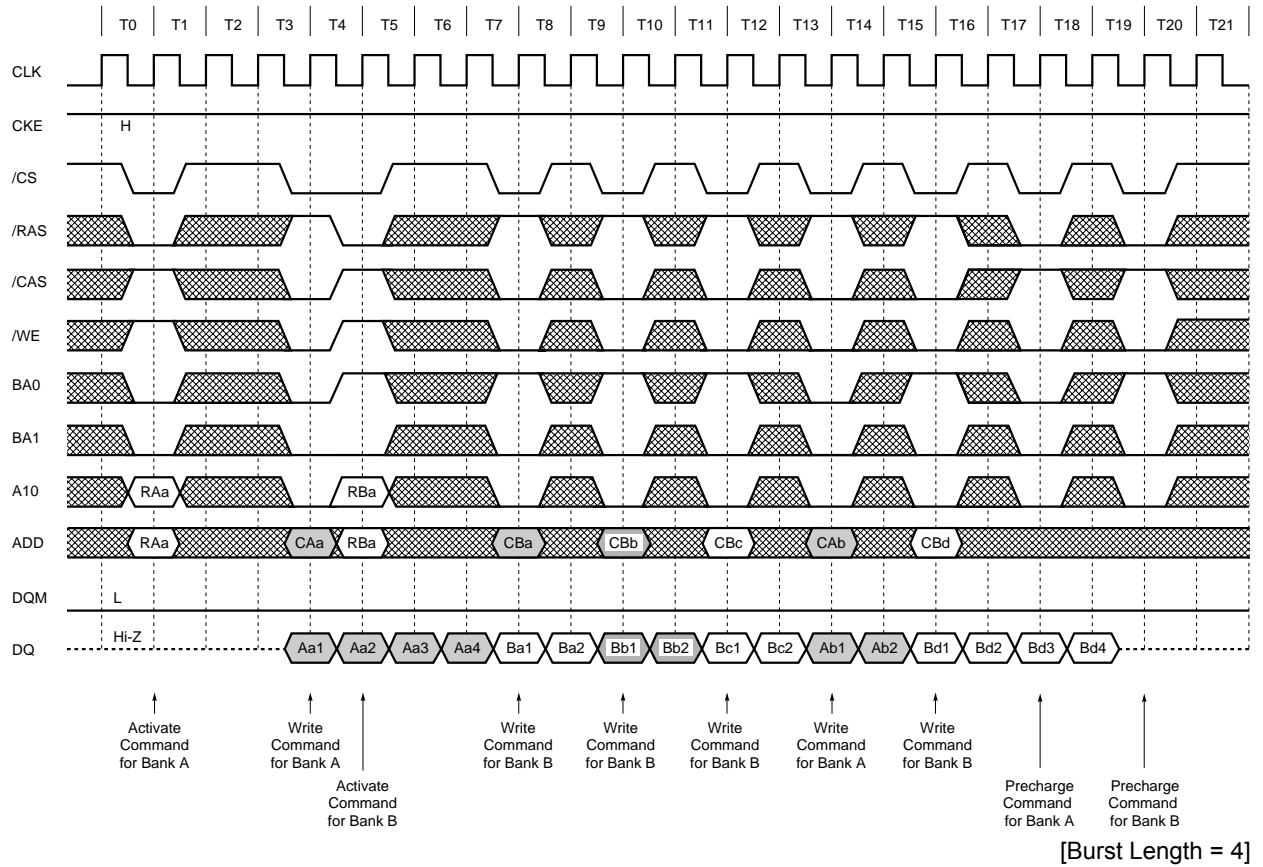 T0 T1 T2 T3 T4 T5 T6 T7 T8 T9 T10 T11 T12 T13 T14 T15 T16 T17 T18 T19 T20 T21
CLK
CKE H
/CS
/RAS
/CAS
/WE
BA0
BA1
A10 RAa RBa
ADD RAa CAa RBa CBa CBb CBc CAb CBd
DQM L
DQ Hi-Z Aa1 Aa2 Aa3 Aa4 Ba1 Ba2 Bb1 Bb2 Bc1 Bc2 Ab1 Ab2 Bd1 Bd2 Bd3 Bd4
Activate
Command
for Bank A
Write
Command
for Bank A
Activate
Command
for Bank B
Write
Command
for Bank B
Write
Command
for Bank B
Write
Command
for Bank B
Write
Command
for Bank A
Write
Command
for Bank B
Precharge
Command
for Bank A
Precharge
Command
for Bank B
[Burst Length = 4]